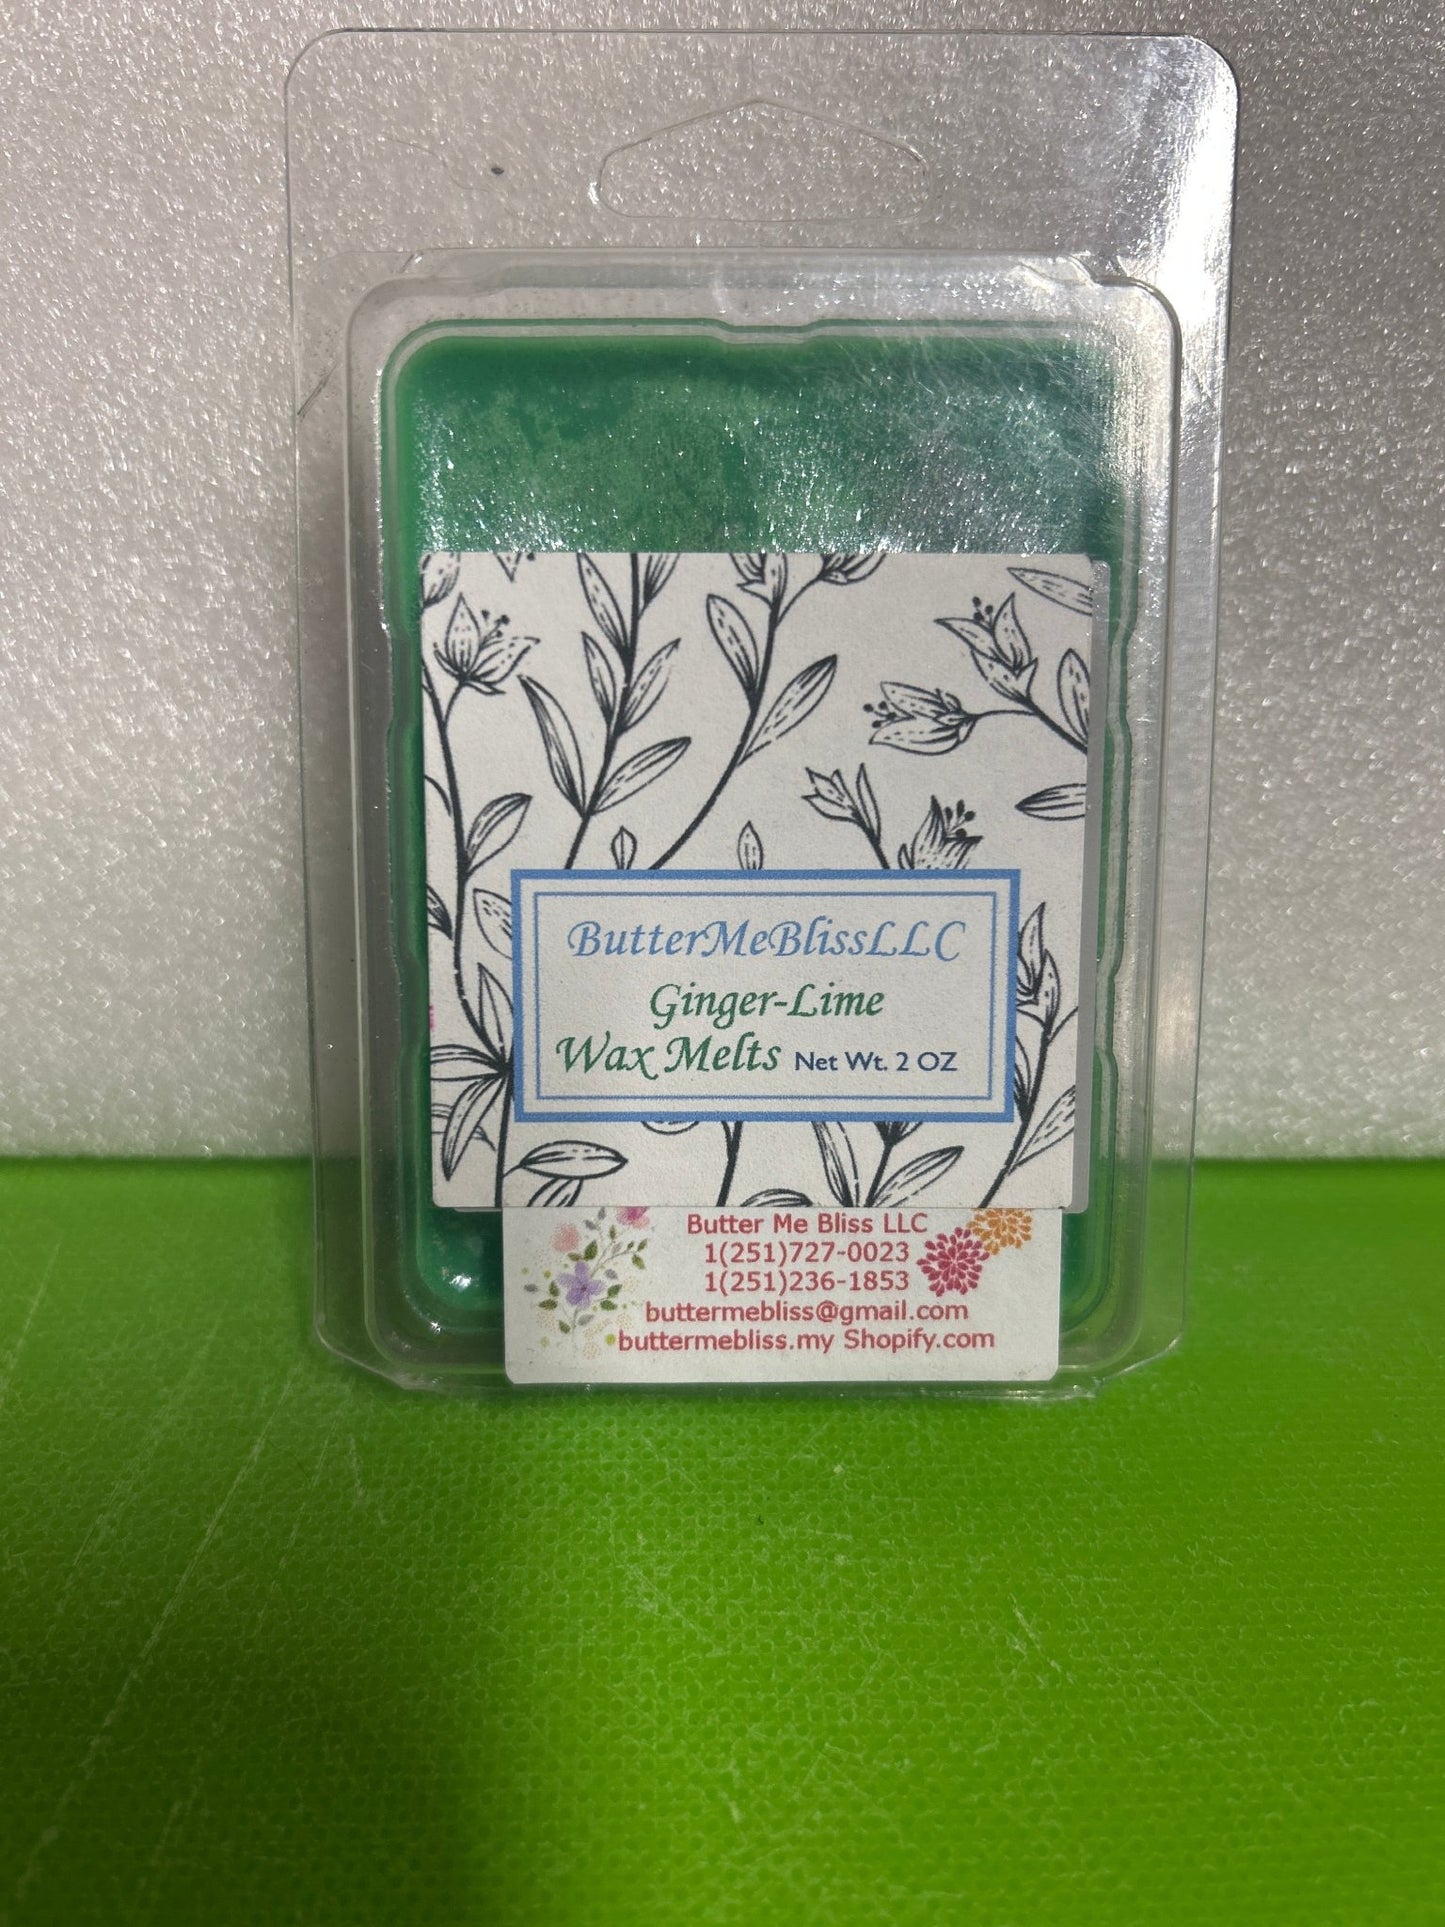 ButterMeBlissLLC
Ginger-Lime
Wax Melts Net Wt. 2 OZ
Butter Me Bliss LLC
1(251)727-0023
1(251)236-1853
buttermebliss@gmail.com
buttermebliss.my Shopify.com